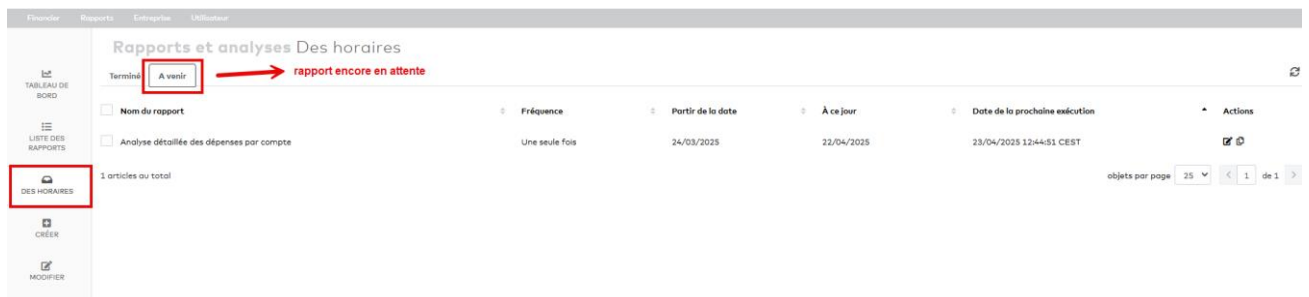 Financier Rapports Entreprise Utilisateur
Rapports et analyses Des horaires
Terminé A venir rapport encore en attente
TABLEAU DE
BORD
Nom du rapport Fréquence Partir de la date À ce jour Date de la prochaine exécution Actions
LISTE DES
RAPPORTS
Analyse détaillée des dépenses par compte Une seule fois 24/03/2025 22/04/2025 23/04/2025 12:44:51 CEST
DES HORAIRES
1 articles au total objets par page 25 1 de 1
CRÉER
MODIFIER